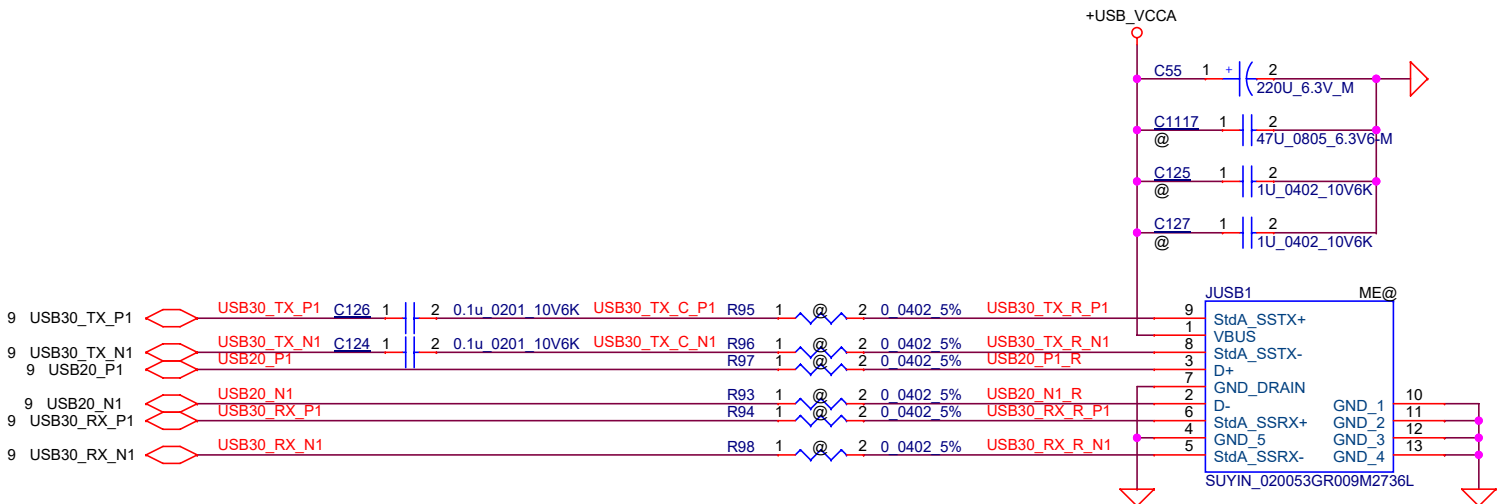 +USB_VCCA
C55 1 + 2
220U_6.3V_M
C1117 1 2
@ 47U_0805_6.3V6-M
C125 1 2
@ 1U_0402_10V6K
C127 1 2
@ 1U_0402_10V6K
JUSB1 ME@
9 USB30_TX_P1 USB30_TX_P1 C126 1 2 0.1u_0201_10V6K USB30_TX_C_P1 R95 1 @ 2 0_0402_5% USB30_TX_R_P1 9 StdA_SSTX+
1 VBUS
9 USB30_TX_N1 USB30_TX_N1 C124 1 2 0.1u_0201_10V6K USB30_TX_C_N1 R96 1 @ 2 0_0402_5% USB30_TX_R_N1 8 StdA_SSTX-
9 USB20_P1 USB20_P1 R97 1 @ 2 0_0402_5% USB20_P1_R 3 D+
7 GND_DRAIN
9 USB20_N1 USB20_N1 R93 1 @ 2 0_0402_5% USB20_N1_R 2 D- GND_1 10
9 USB30_RX_P1 USB30_RX_P1 R94 1 @ 2 0_0402_5% USB30_RX_R_P1 6 StdA_SSRX+ GND_2 11
4 GND_5 GND_3 12
9 USB30_RX_N1 USB30_RX_N1 R98 1 @ 2 0_0402_5% USB30_RX_R_N1 5 StdA_SSRX- GND_4 13
SUYIN_020053GR009M2736L